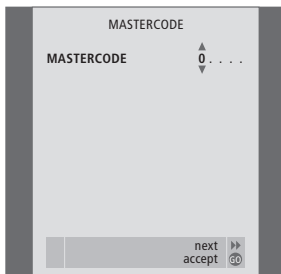 MASTERCODE
MASTERCODE 0 . . . .
next
accept GO